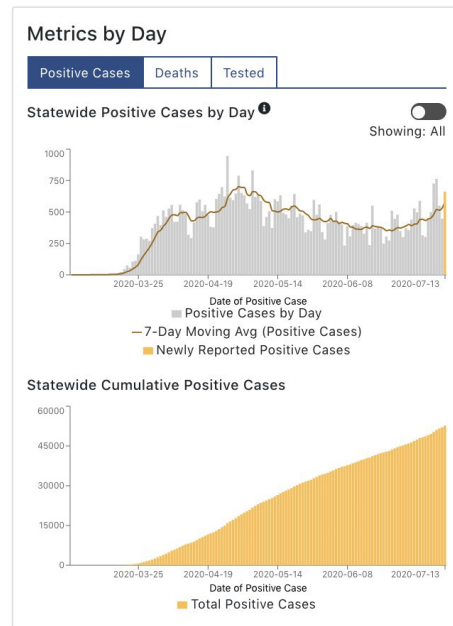 Metrics by Day
Positive Cases Deaths Tested
Statewide Positive Cases by Day i
Showing: All
1000
750
500
250
0
2020-03-25 2020-04-19 2020-05-14 2020-06-08 2020-07-13
Date of Positive Case
Positive Cases by Day
7-Day Moving Avg (Positive Cases)
Newly Reported Positive Cases
Statewide Cumulative Positive Cases
60000
45000
30000
15000
0
2020-03-25 2020-04-19 2020-05-14 2020-06-08 2020-07-13
Date of Positive Case
Total Positive Cases